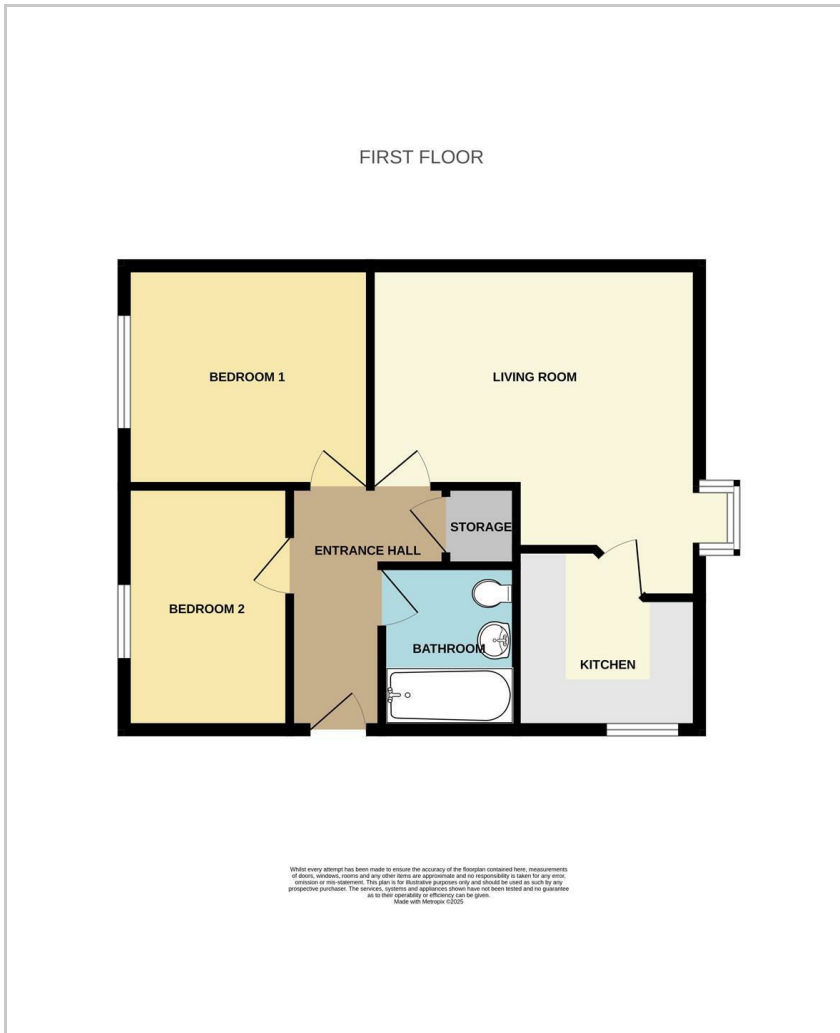 FIRST FLOOR
BEDROOM 1
LIVING ROOM
STORAGE
ENTRANCE HALL
BEDROOM 2
BATHROOM
KITCHEN
Whilst every attempt has been made to ensure the accuracy of the floorplan contained here, measurements
of doors, windows, rooms and any other items are approximate and no responsibility is taken for any error,
omission or mis-statement. This plan is for illustrative purposes only and should be used as such by any
prospective purchaser. The services, systems and appliances shown have not been tested and no guarantee
as to their operability or efficiency can be given.
Made with Metropix ©2025